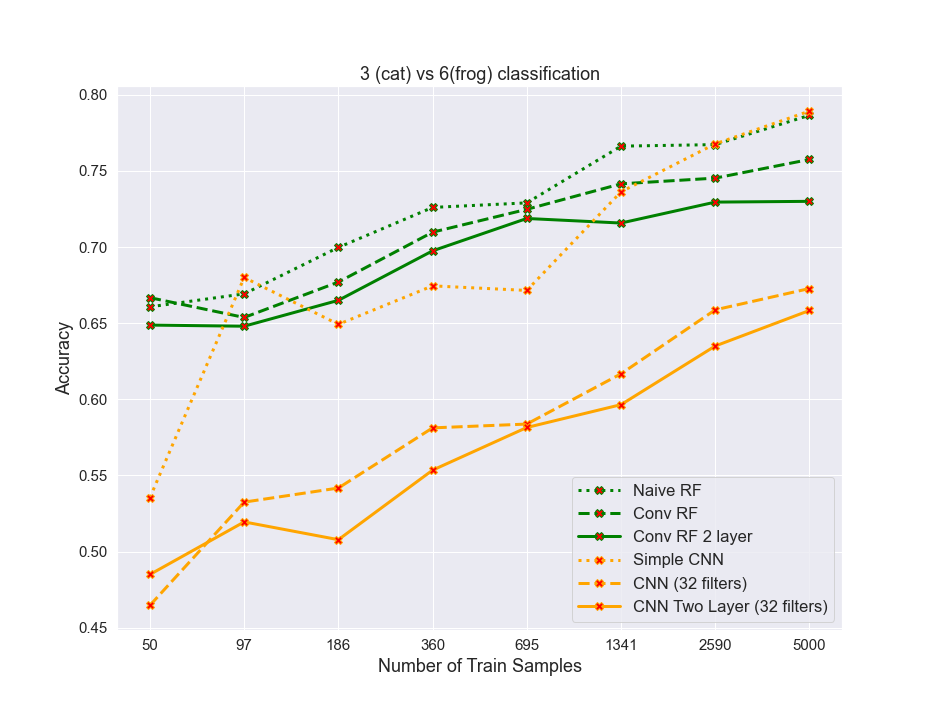 3 (cat) vs 6(frog) classification
Accuracy
0.80
0.75
0.70
0.65
0.60
0.55
0.50
0.45
50 97 186 360 695 1341 2590 5000
Number of Train Samples
Naive RF
Conv RF
Conv RF 2 layer
Simple CNN
CNN (32 filters)
CNN Two Layer (32 filters)